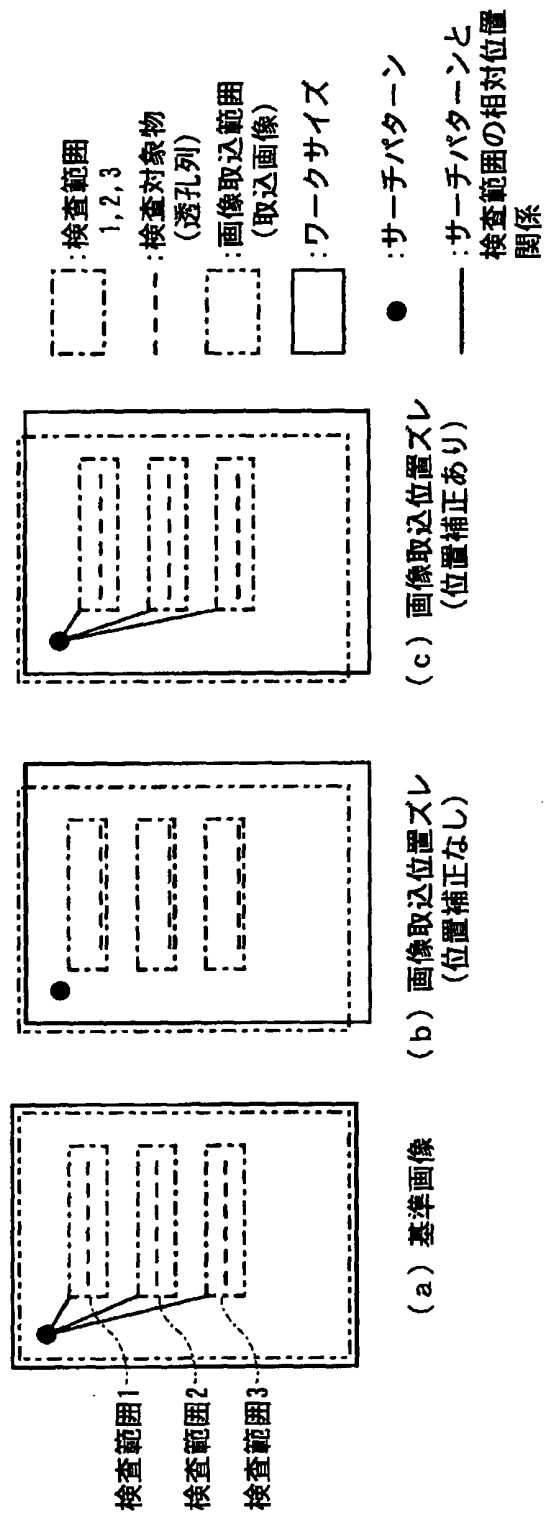 検査範囲1
検査範囲2
検査範囲3
(a) 基準画像
(b) 画像取込位置ズレ
(位置補正なし)
(c) 画像取込位置ズレ
(位置補正あり)
:検査範囲
1,2,3
:検査対象物
(透孔列)
:画像取込範囲
(取込画像)
:ワークサイズ
:サーチパターン
:サーチパターンと
検査範囲の相対位置
関係